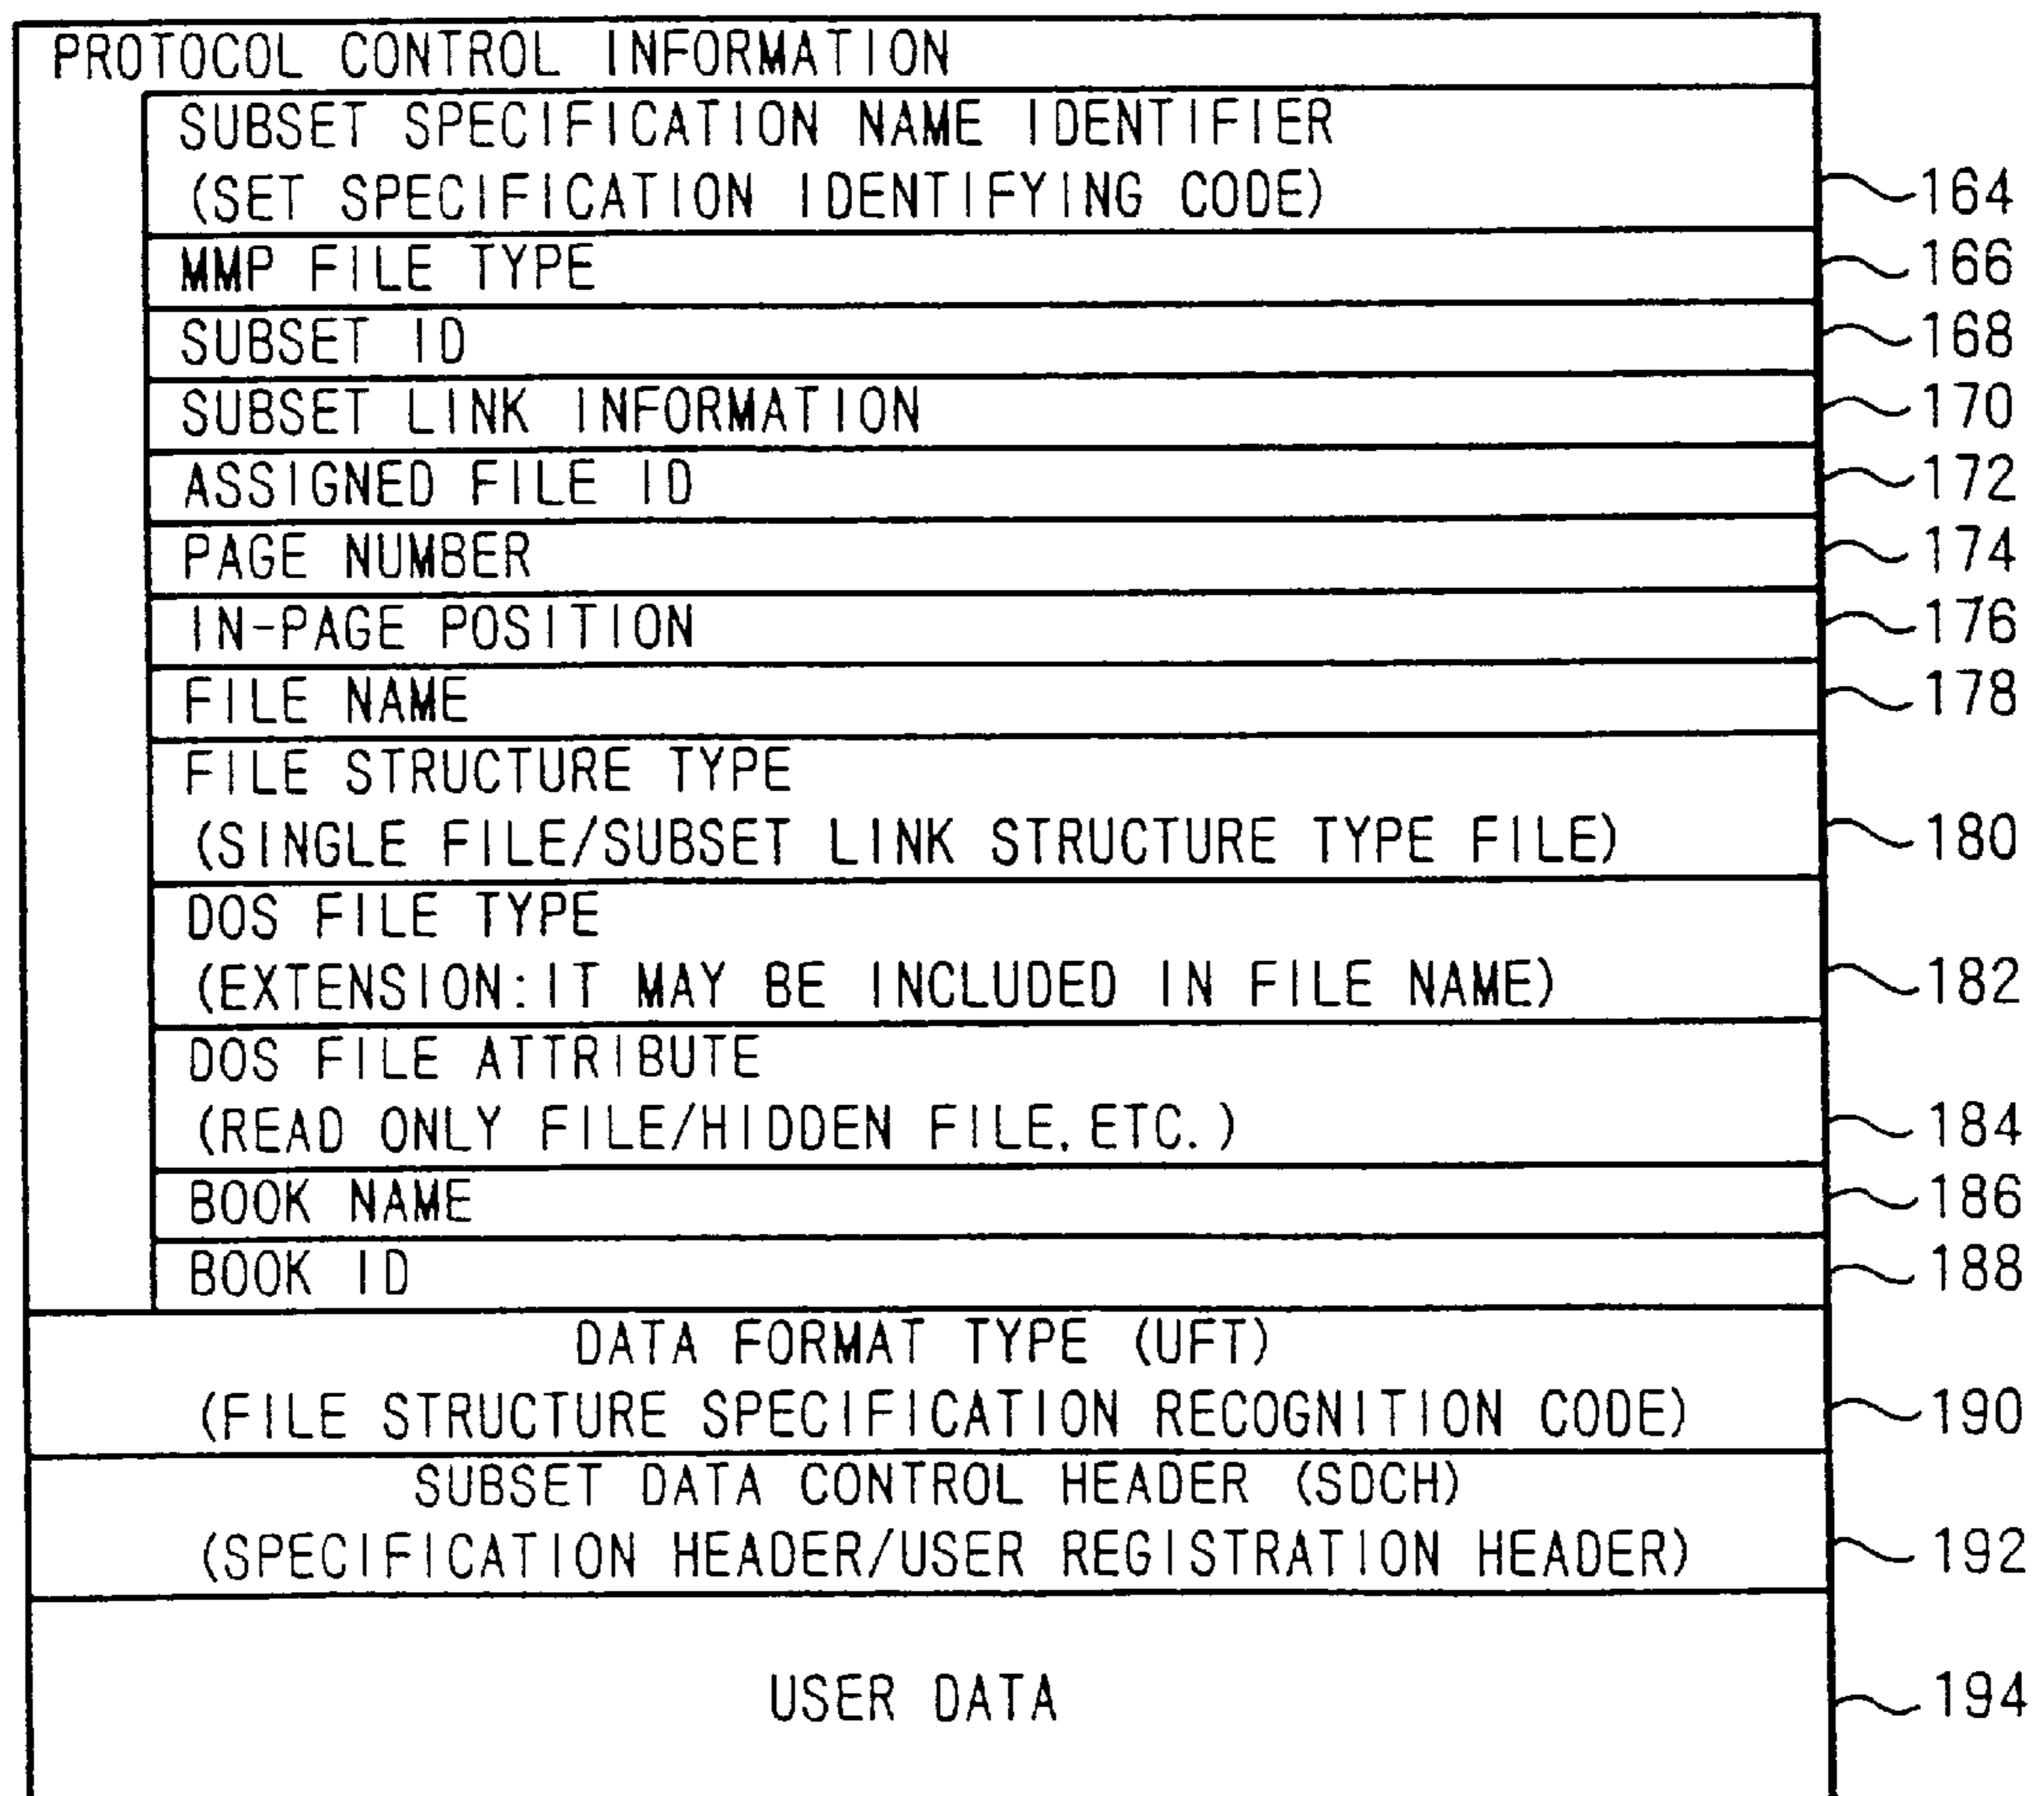 PROTOCOL CONTROL INFORMATION
SUBSET SPECIFICATION NAME IDENTIFIER
(SET SPECIFICATION IDENTIFYING CODE) 164
MMP FILE TYPE 166
SUBSET ID 168
SUBSET LINK INFORMATION 170
ASSIGNED FILE ID 172
PAGE NUMBER 174
IN-PAGE POSITION 176
FILE NAME 178
FILE STRUCTURE TYPE
(SINGLE FILE/SUBSET LINK STRUCTURE TYPE FILE) 180
DOS FILE TYPE
(EXTENSION:IT MAY BE INCLUDED IN FILE NAME) 182
DOS FILE ATTRIBUTE
(READ ONLY FILE/HIDDEN FILE,ETC.) 184
BOOK NAME 186
BOOK ID 188
DATA FORMAT TYPE (UFT)
(FILE STRUCTURE SPECIFICATION RECOGNITION CODE) 190
SUBSET DATA CONTROL HEADER (SDCH)
(SPECIFICATION HEADER/USER REGISTRATION HEADER) 192
USER DATA 194